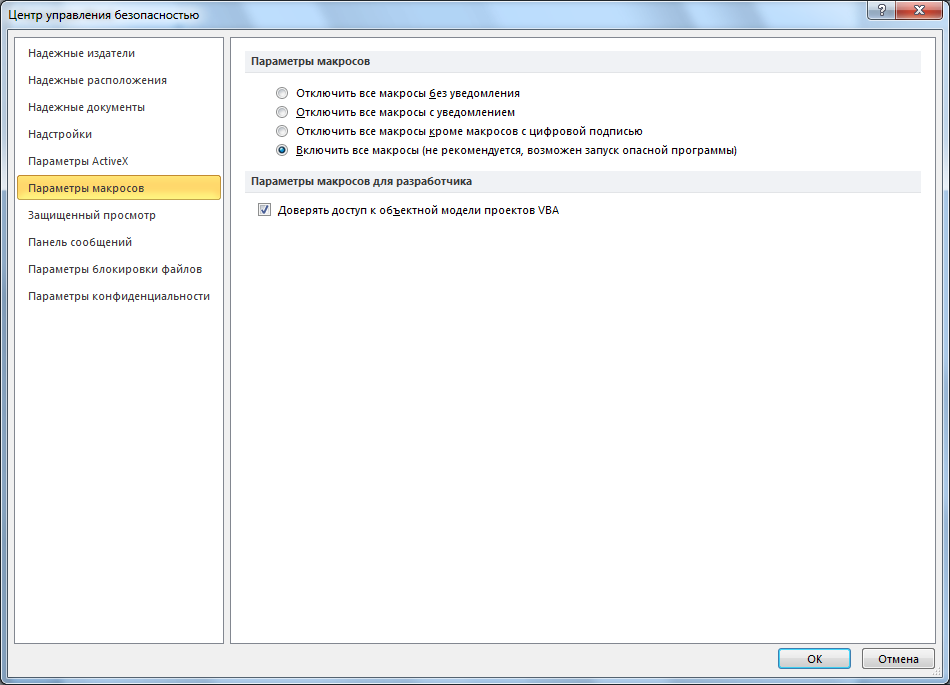 Центр управления безопасностью
?
Надежные издатели
Надежные расположения
Надежные документы
Надстройки
Параметры ActiveX
Параметры макросов
Защищенный просмотр
Панель сообщений
Параметры блокировки файлов
Параметры конфиденциальности
Параметры макросов
Отключить все макросы без уведомления
Отключить все макросы с уведомлением
Отключить все макросы кроме макросов с цифровой подписью
Включить все макросы (не рекомендуется, возможен запуск опасной программы)
Параметры макросов для разработчика
Доверять доступ к объектной модели проектов VBA
ОК
Отмена